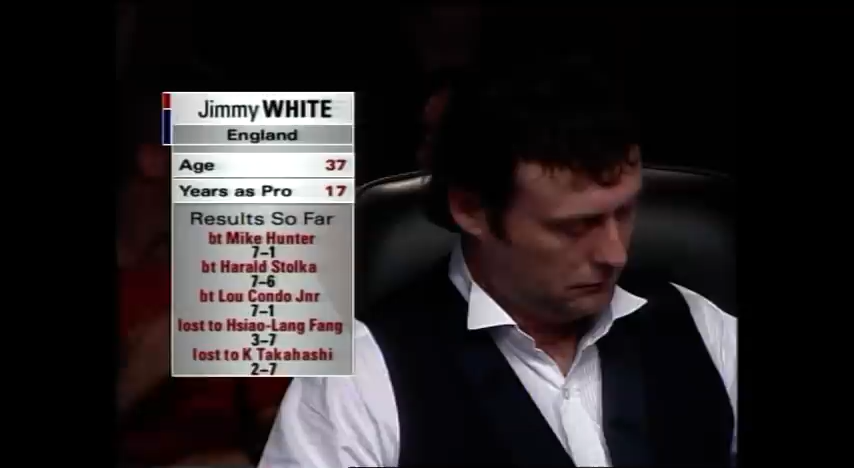 Jimmy WHITE
England
Age 37
Years as Pro 17
Results So Far
bt Mike Hunter
7–1
bt Harald Stolka
7–6
bt Lou Condo Jnr
7–1
lost to Hsiao-Lang Fang
3–7
lost to K Takahashi
2–7